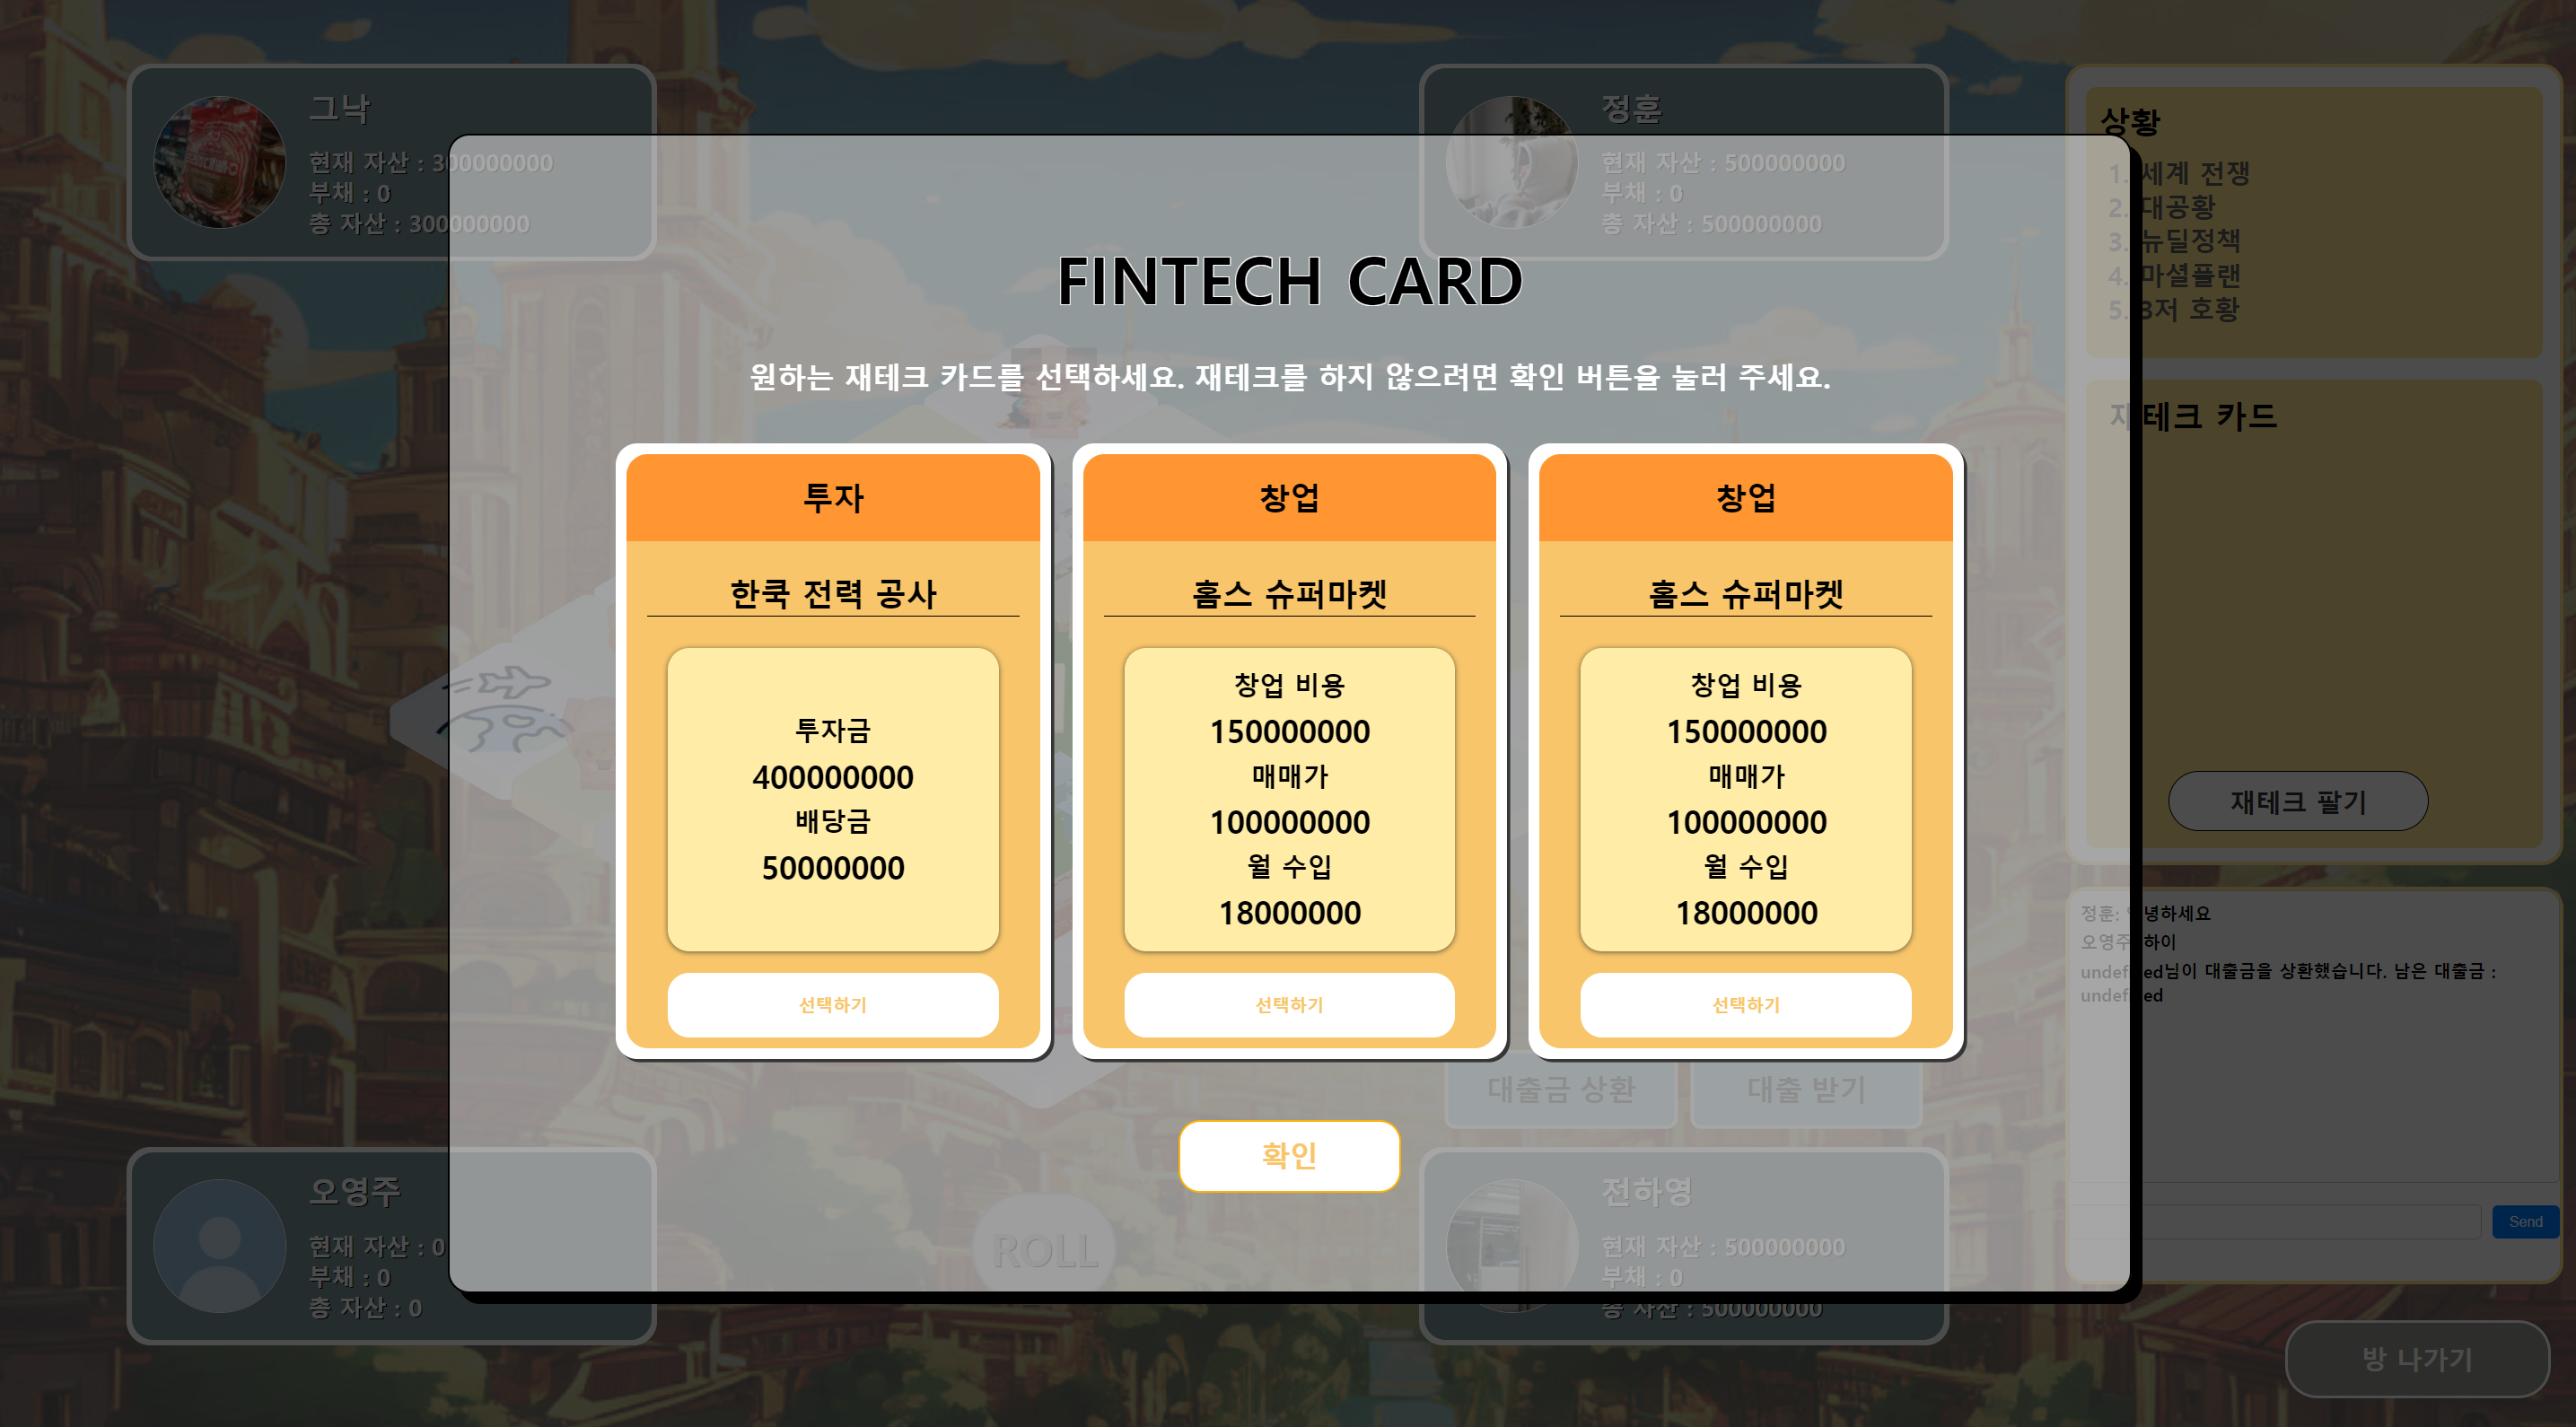 그낙
현재 자산 : 300000000
부채 : 0
총 자산 : 300000000
정훈
현재 자산 : 500000000
부채 : 0
총 자산 : 500000000
상황
1. 세계 전쟁
2. 대공황
3. 뉴딜정책
4. 마셜플랜
5. 3저 호황
FINTECH CARD
원하는 재테크 카드를 선택하세요. 재테크를 하지 않으려면 확인 버튼을 눌러 주세요.
투자
한국 전력 공사
투자금
400000000
배당금
50000000
선택하기
창업
홈스 슈퍼마켓
창업 비용
150000000
매매가
100000000
월 수입
18000000
선택하기
창업
홈스 슈퍼마켓
창업 비용
150000000
매매가
100000000
월 수입
18000000
선택하기
확인
재테크 카드
재테크 팔기
정훈: 안녕하세요
오영주: 하이
undefined님이 대출금을 상환했습니다. 남은 대출금 :
undefined
Send
대출금 상환
대출 받기
ROLL
오영주
현재 자산 : 0
부채 : 0
총 자산 : 0
전하영
현재 자산 : 500000000
부채 : 0
총 자산 : 500000000
방 나가기